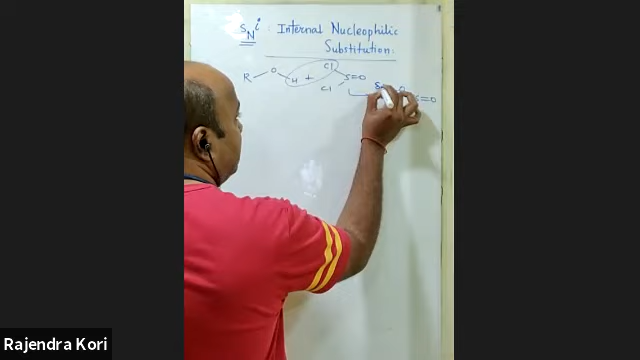 SNi Internal Nucleophilic
Substitution:
R O H + Cl S=O
Cl
S=O
Rajendra Kori